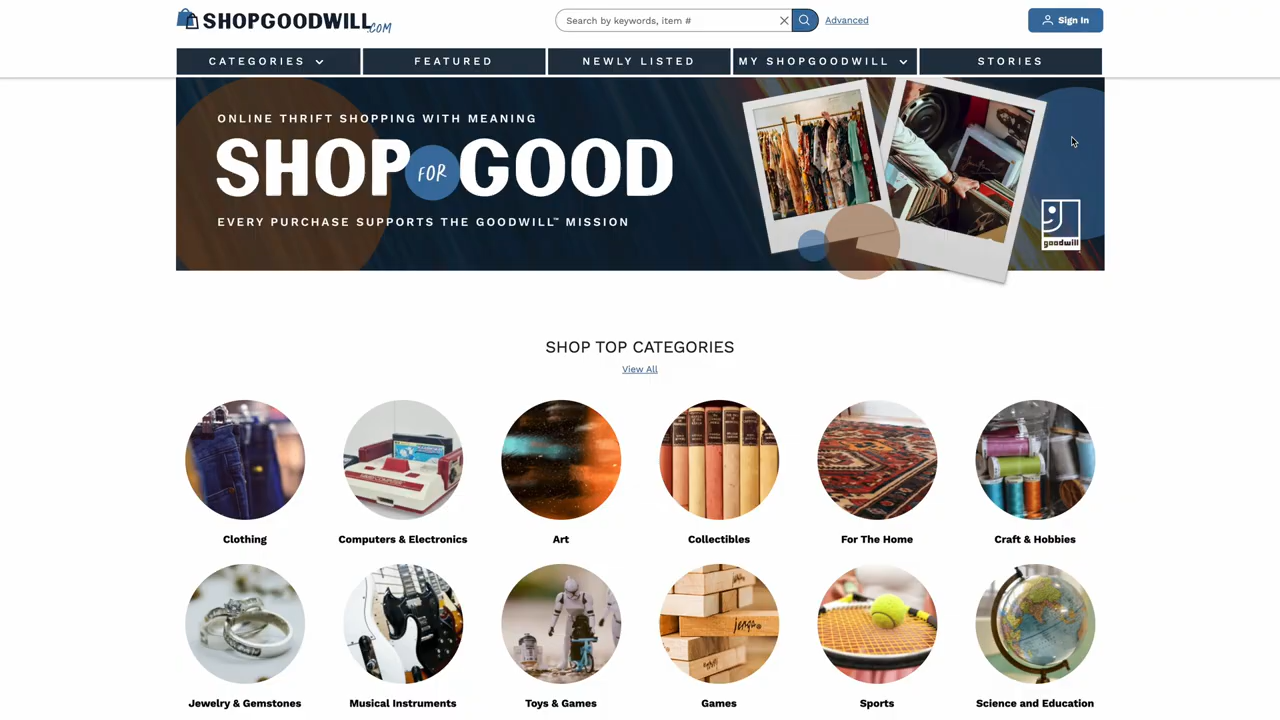 SHOPGOODWILL.COM
Search by keywords, item #
Advanced
Sign In
CATEGORIES
FEATURED
NEWLY LISTED
MY SHOPGOODWILL
STORIES
ONLINE THRIFT SHOPPING WITH MEANING
SHOP FOR GOOD
EVERY PURCHASE SUPPORTS THE GOODWILL™ MISSION
goodwill
SHOP TOP CATEGORIES
View All
Clothing
Computers & Electronics
Art
Collectibles
For The Home
Craft & Hobbies
Jenga
Jewelry & Gemstones
Musical Instruments
Toys & Games
Games
Sports
Science and Education